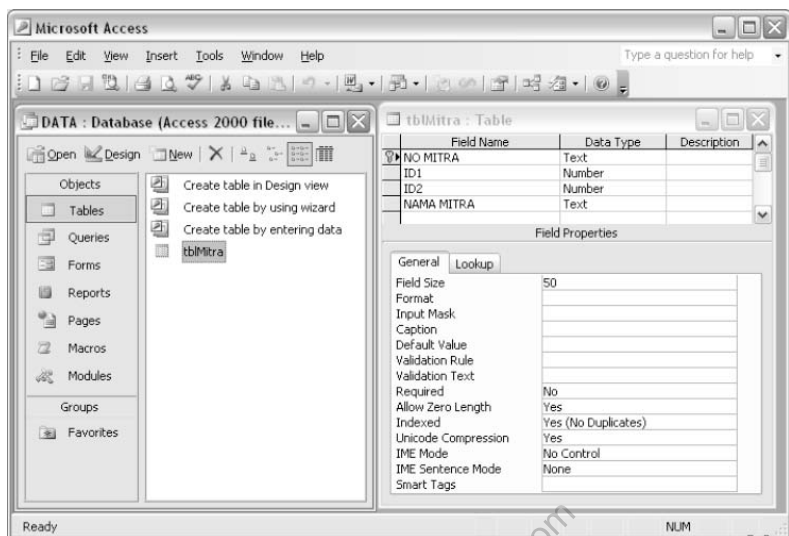 Microsoft Access
File Edit View Insert Tools Window Help
Type a question for help
DATA : Database (Access 2000 file...
Open Design New
Objects
Tables
Queries
Forms
Reports
Pages
Macros
Modules
Groups
Favorites
Create table in Design view
Create table by using wizard
Create table by entering data
tblMitra
tblMitra : Table
Field Name Data Type Description
NO MITRA Text
ID1 Number
ID2 Number
NAMA MITRA Text
Field Properties
General Lookup
Field Size 50
Format
Input Mask
Caption
Default Value
Validation Rule
Validation Text
Required No
Allow Zero Length Yes
Indexed Yes (No Duplicates)
Unicode Compression Yes
IME Mode No Control
IME Sentence Mode None
Smart Tags
Ready NUM